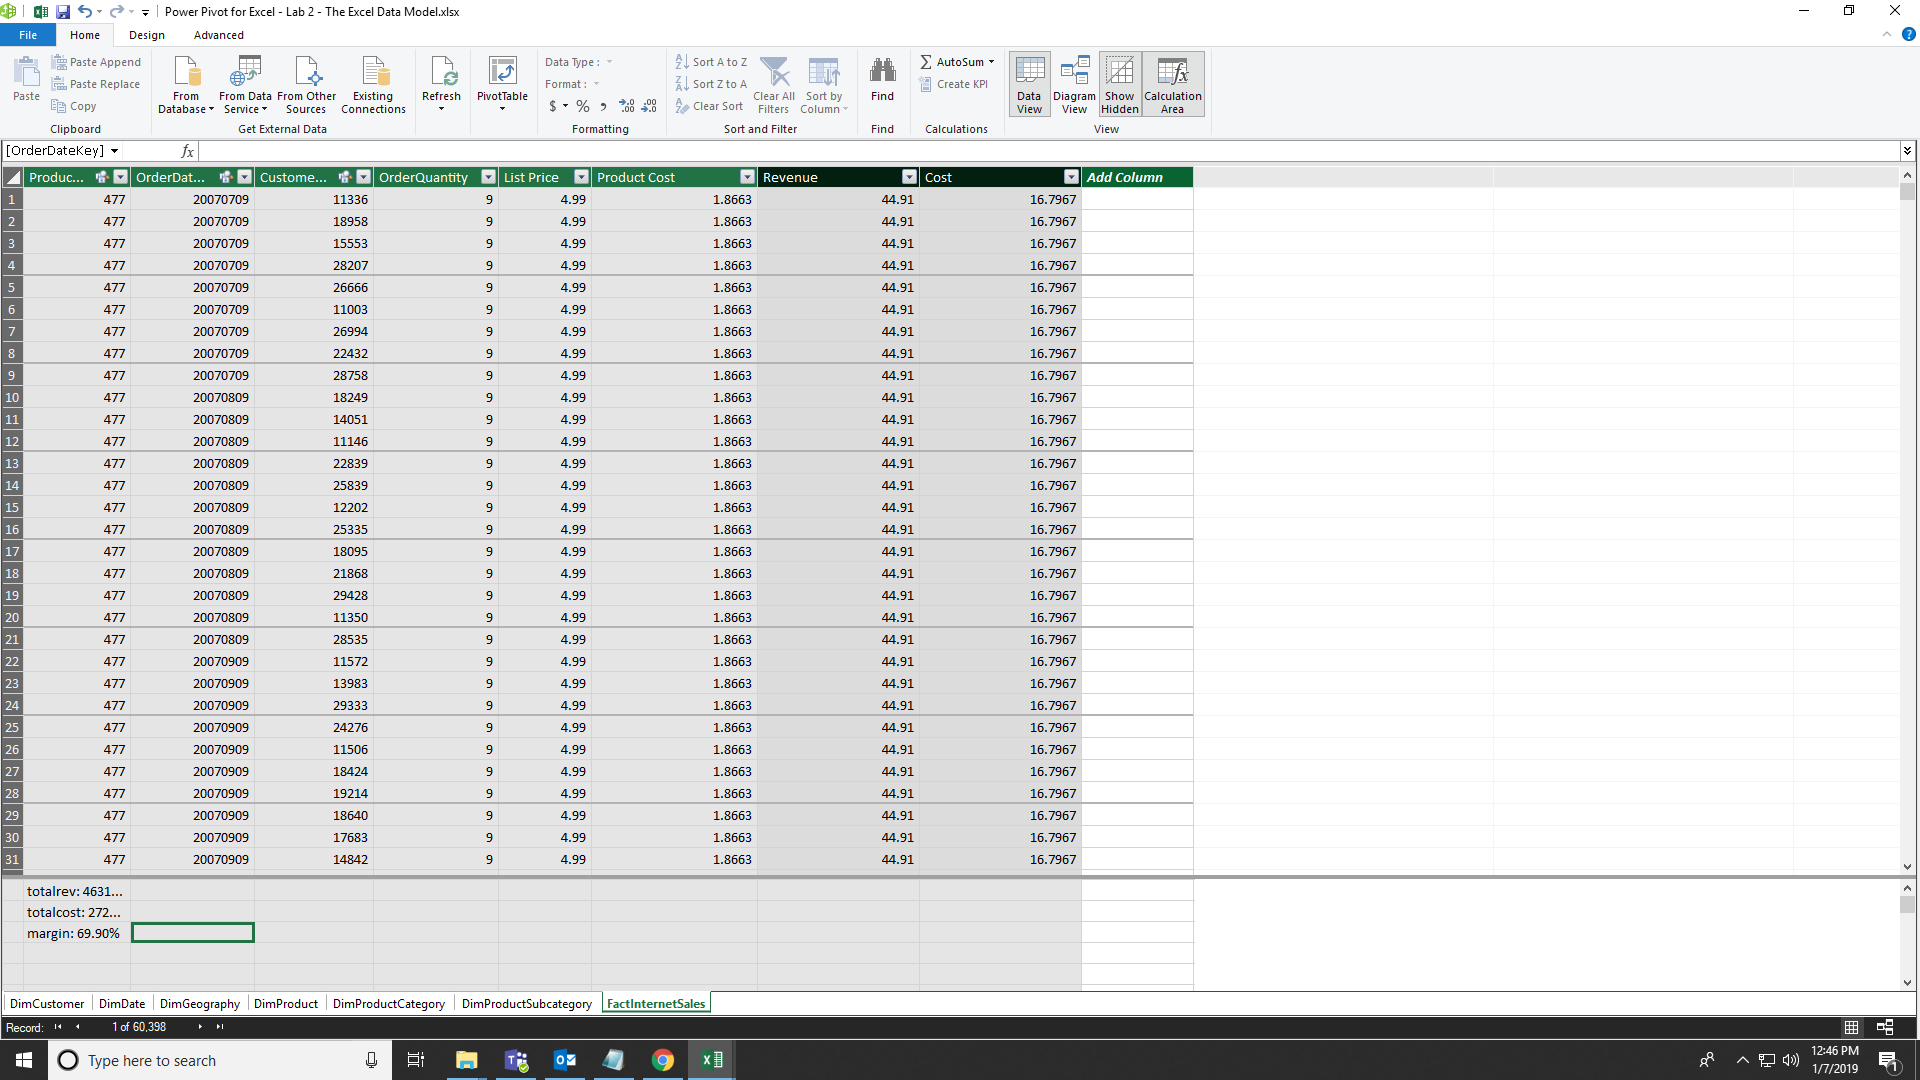 Power Pivot for Excel - Lab 2 - The Excel Data Model.xlsx
File Home Design Advanced
Paste
Paste Append
Paste Replace
Copy
Clipboard
From Database
From Data Service
From Other Sources
Existing Connections
Get External Data
Refresh
PivotTable
Data Type :
Format :
$ % ,
Formatting
Sort A to Z
Sort Z to A
Clear Sort
Clear All Filters
Sort by Column
Sort and Filter
Find
Find
AutoSum
Create KPI
Calculations
Data View
Diagram View
Show Hidden
Calculation Area
View
[OrderDateKey] fx
Produc... OrderDat... Custome... OrderQuantity List Price Product Cost Revenue Cost Add Column
1 477 20070709 11336 9 4.99 1.8663 44.91 16.7967
2 477 20070709 18958 9 4.99 1.8663 44.91 16.7967
3 477 20070709 15553 9 4.99 1.8663 44.91 16.7967
4 477 20070709 28207 9 4.99 1.8663 44.91 16.7967
5 477 20070709 26666 9 4.99 1.8663 44.91 16.7967
6 477 20070709 11003 9 4.99 1.8663 44.91 16.7967
7 477 20070709 26994 9 4.99 1.8663 44.91 16.7967
8 477 20070709 22432 9 4.99 1.8663 44.91 16.7967
9 477 20070709 28758 9 4.99 1.8663 44.91 16.7967
10 477 20070809 18249 9 4.99 1.8663 44.91 16.7967
11 477 20070809 14051 9 4.99 1.8663 44.91 16.7967
12 477 20070809 11146 9 4.99 1.8663 44.91 16.7967
13 477 20070809 22839 9 4.99 1.8663 44.91 16.7967
14 477 20070809 25839 9 4.99 1.8663 44.91 16.7967
15 477 20070809 12202 9 4.99 1.8663 44.91 16.7967
16 477 20070809 25335 9 4.99 1.8663 44.91 16.7967
17 477 20070809 18095 9 4.99 1.8663 44.91 16.7967
18 477 20070809 21868 9 4.99 1.8663 44.91 16.7967
19 477 20070809 29428 9 4.99 1.8663 44.91 16.7967
20 477 20070809 11350 9 4.99 1.8663 44.91 16.7967
21 477 20070809 28535 9 4.99 1.8663 44.91 16.7967
22 477 20070909 11572 9 4.99 1.8663 44.91 16.7967
23 477 20070909 13983 9 4.99 1.8663 44.91 16.7967
24 477 20070909 29333 9 4.99 1.8663 44.91 16.7967
25 477 20070909 24276 9 4.99 1.8663 44.91 16.7967
26 477 20070909 11506 9 4.99 1.8663 44.91 16.7967
27 477 20070909 18424 9 4.99 1.8663 44.91 16.7967
28 477 20070909 19214 9 4.99 1.8663 44.91 16.7967
29 477 20070909 18640 9 4.99 1.8663 44.91 16.7967
30 477 20070909 17683 9 4.99 1.8663 44.91 16.7967
31 477 20070909 14842 9 4.99 1.8663 44.91 16.7967
totalrev: 4631...
totalcost: 272...
margin: 69.90%
DimCustomer DimDate DimGeography DimProduct DimProductCategory DimProductSubcategory FactInternetSales
Record: 1 of 60,398
Type here to search
12:46 PM
1/7/2019
1